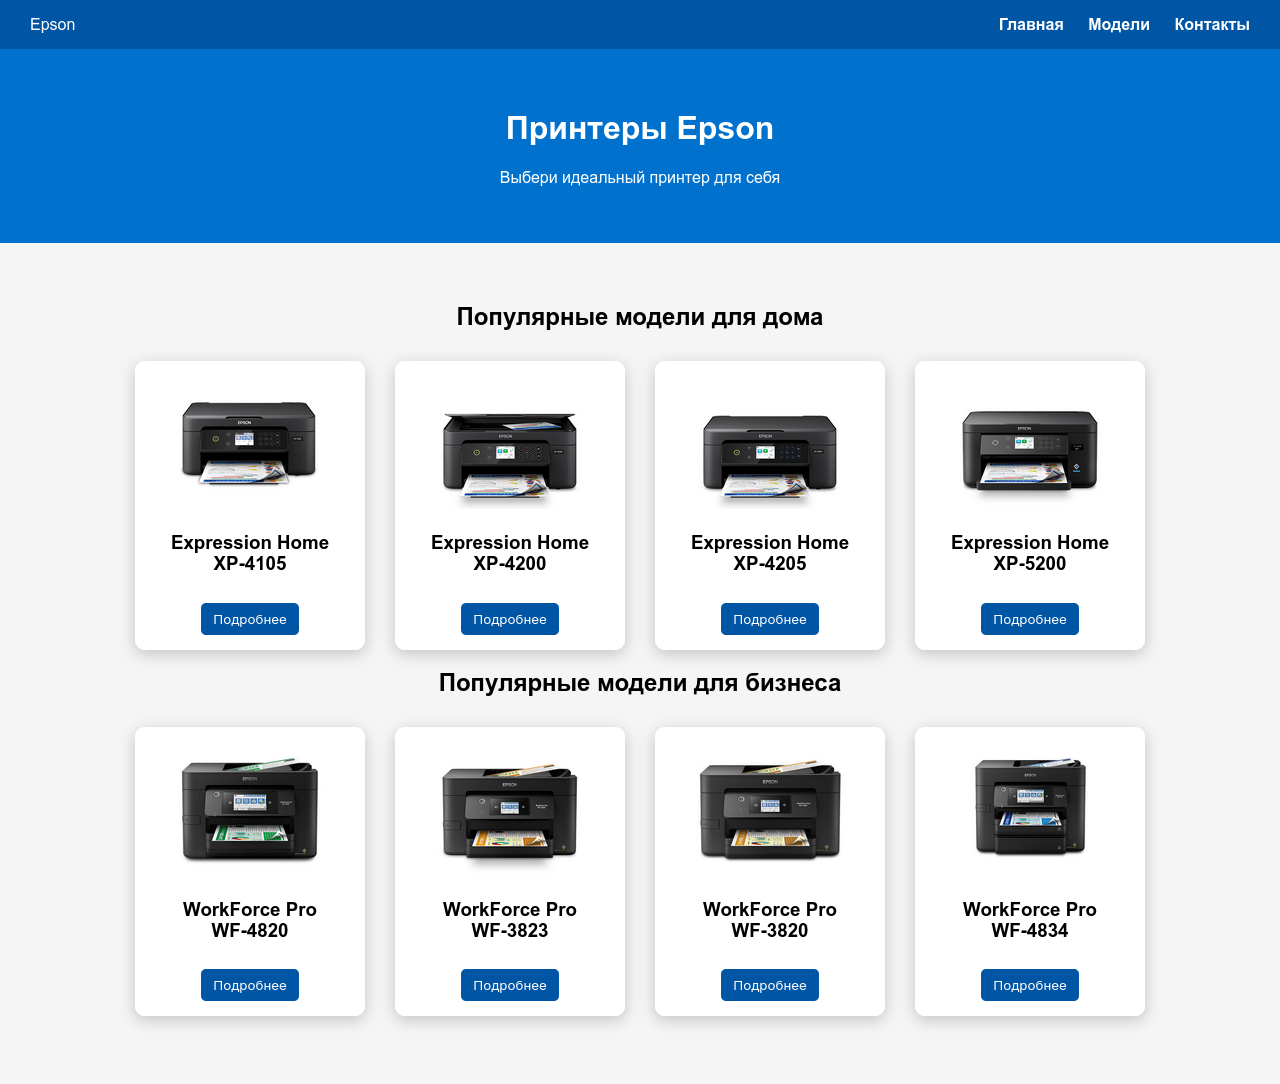 Epson
Главная Модели Контакты
Принтеры Epson
Выбери идеальный принтер для себя
Популярные модели для дома
Expression Home
XP-4105
Подробнее
Expression Home
XP-4200
Подробнее
Expression Home
XP-4205
Подробнее
Expression Home
XP-5200
Подробнее
Популярные модели для бизнеса
WorkForce Pro
WF-4820
Подробнее
WorkForce Pro
WF-3823
Подробнее
WorkForce Pro
WF-3820
Подробнее
WorkForce Pro
WF-4834
Подробнее